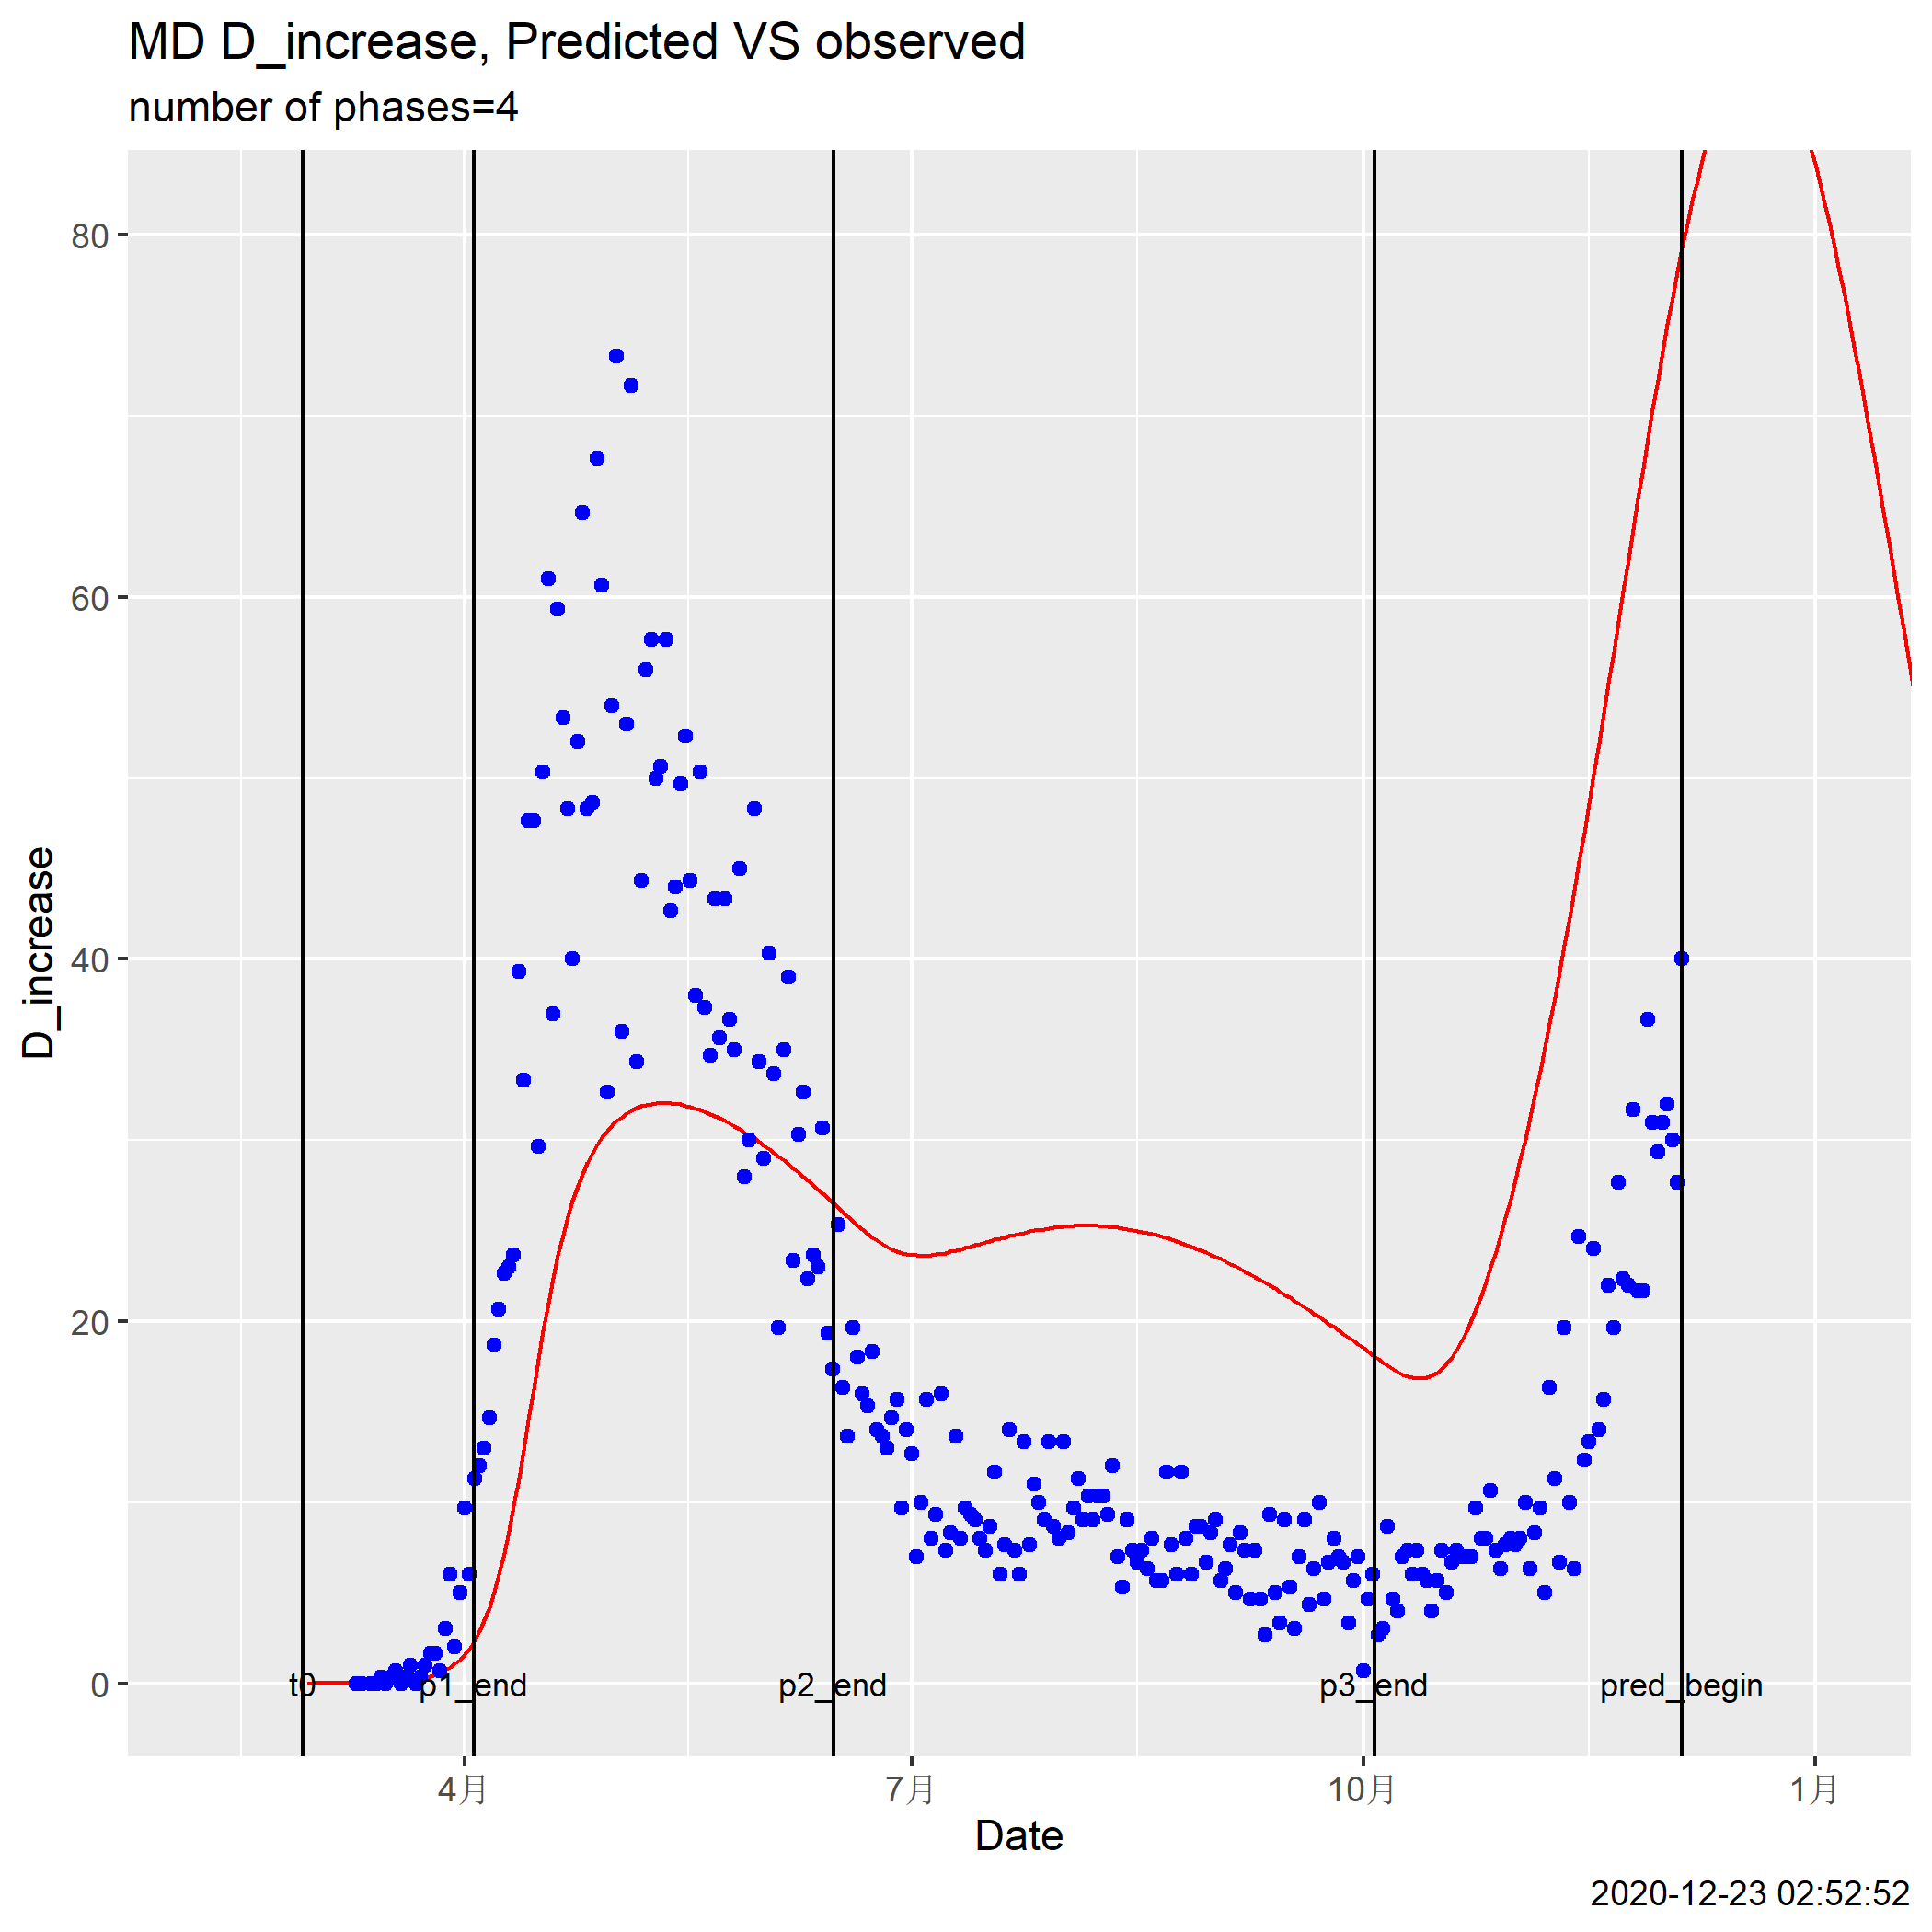 MD D_increase, Predicted VS observed
number of phases=4
80
60
40
20
0
D_increase
t0
p1_end
p2_end
p3_end
pred_begin
4月
7月
10月
1月
Date
2020-12-23 02:52:52